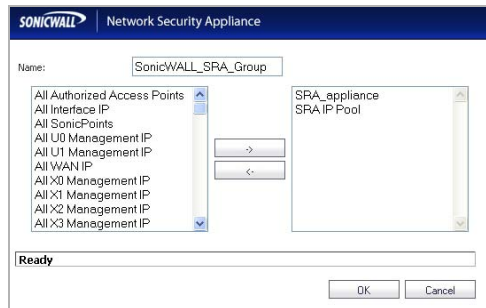 SONICWALL Network Security Appliance
Name: SonicWALL_SRA_Group
All Authorized Access Points
All Interface IP
All SonicPoints
All U0 Management IP
All U1 Management IP
All WAN IP
All X0 Management IP
All X1 Management IP
All X2 Management IP
All X3 Management IP
->
<-
SRA_appliance
SRA IP Pool
Ready
OK Cancel